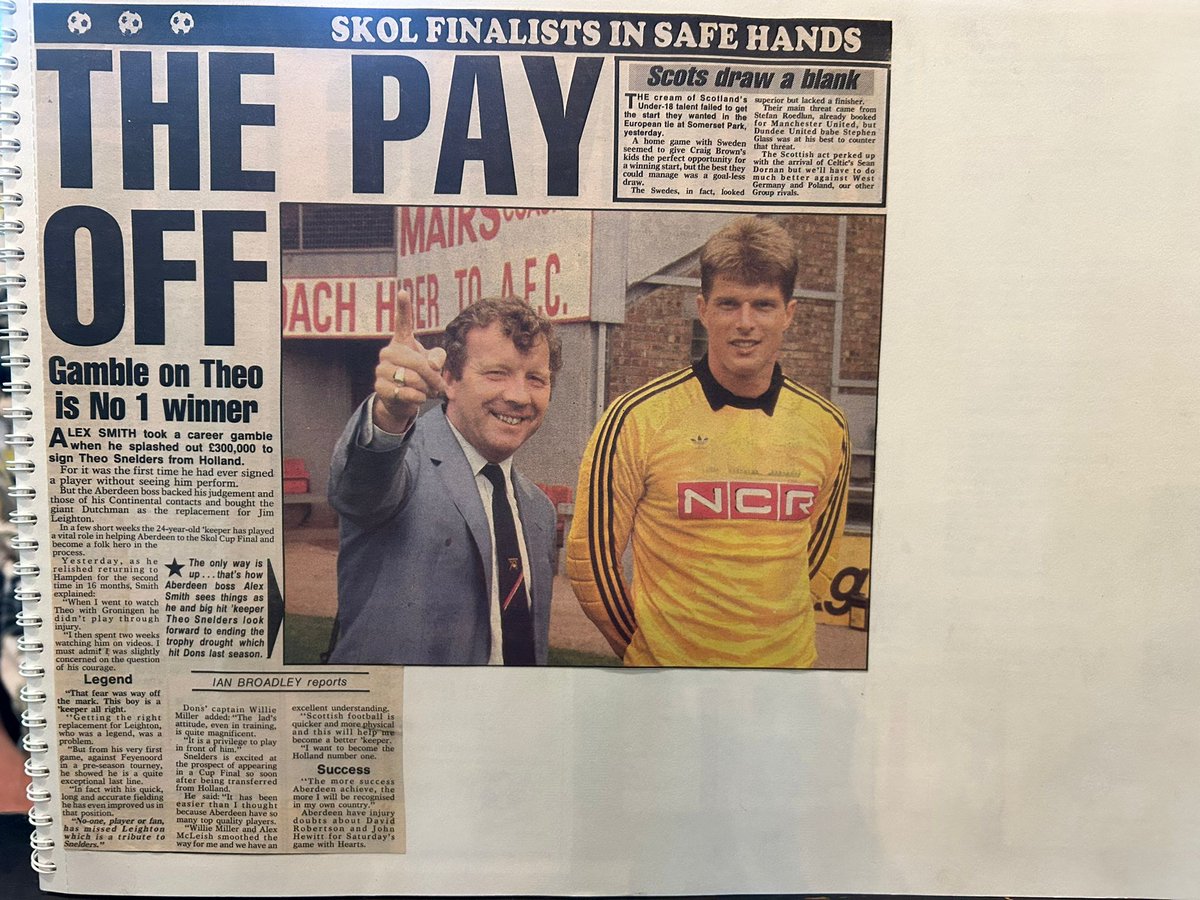 SKOL FINALISTS IN SAFE HANDS
THE PAY
OFF
Scots draw a blank
THE cream of Scotland's
Under-18 talent failed to get
the start they wanted in the
European tie at Somerset Park,
yesterday.
A home game with Sweden
seemed to give Craig Brown's
kids the perfect opportunity for
a winning start, but the best they
could manage was a goal-less
draw.
The Swedes, in fact, looked
superior but lacked a finisher.
Their main threat came from
Stefan Roedlun, already booked
for Manchester United, but
Dundee United babe Stephen
Glass was at his best to counter
that threat.
The Scottish act perked up
with the arrival of Celtic's Sean
Dornan but we'll have to do
much better against West
Germany and Poland, our other
Group rivals.
MAIRS COAC
OACH H DER TO A.F.C.
NCR
Gamble on Theo
is No 1 winner
ALEX SMITH took a career gamble
when he splashed out £300,000 to
sign Theo Snelders from Holland.
For it was the first time he had ever signed
a player without seeing him perform.
But the Aberdeen boss backed his judgement and
those of his Continental contacts and bought the
giant Dutchman as the replacement for Jim
Leighton.
In a few short weeks the 24-year-old 'keeper has played
a vital role in helping Aberdeen to the Skol Cup Final and
become a folk hero in the
process.
Yesterday, as he
relished returning to
Hampden for the second
time in 16 months, Smith
explained:
"When I went to watch
Theo with Groningen he
didn't play through
injury.
"I then spent two weeks
watching him on videos. I
must admit I was slightly
concerned on the question
of his courage.
★ The only way is
up . . . that's how
Aberdeen boss Alex
Smith sees things as
he and big hit 'keeper
Theo Snelders look
forward to ending the
trophy drought which
hit Dons last season.
Legend
"That fear was way off
the mark. This boy is a
'keeper all right.
"Getting the right
replacement for Leighton,
who was a legend, was a
problem.
"But from his very first
game, against Feyenoord
in a pre-season tourney,
he showed he is a quite
exceptional last line.
"In fact with his quick,
long and accurate fielding
he has even improved us in
that position.
"No-one, player or fan,
has missed Leighton
which is a tribute to
Snelders."
IAN BROADLEY reports
Dons' captain Willie
Miller added: "The lad's
attitude, even in training,
is quite magnificent.
"It is a privilege to play
in front of him."
Snelders is excited at
the prospect of appearing
in a Cup Final so soon
after being transferred
from Holland.
He said: "It has been
easier than I thought
because Aberdeen have so
many top quality players.
"Willie Miller and Alex
McLeish smoothed the
way for me and we have an
excellent understanding.
"Scottish football is
quicker and more physical
and this will help me
become a better 'keeper.
"I want to become the
Holland number one.
Success
"The more success
Aberdeen achieve, the
more I will be recognised
in my own country."
Aberdeen have injury
doubts about David
Robertson and John
Hewitt for Saturday's
game with Hearts.